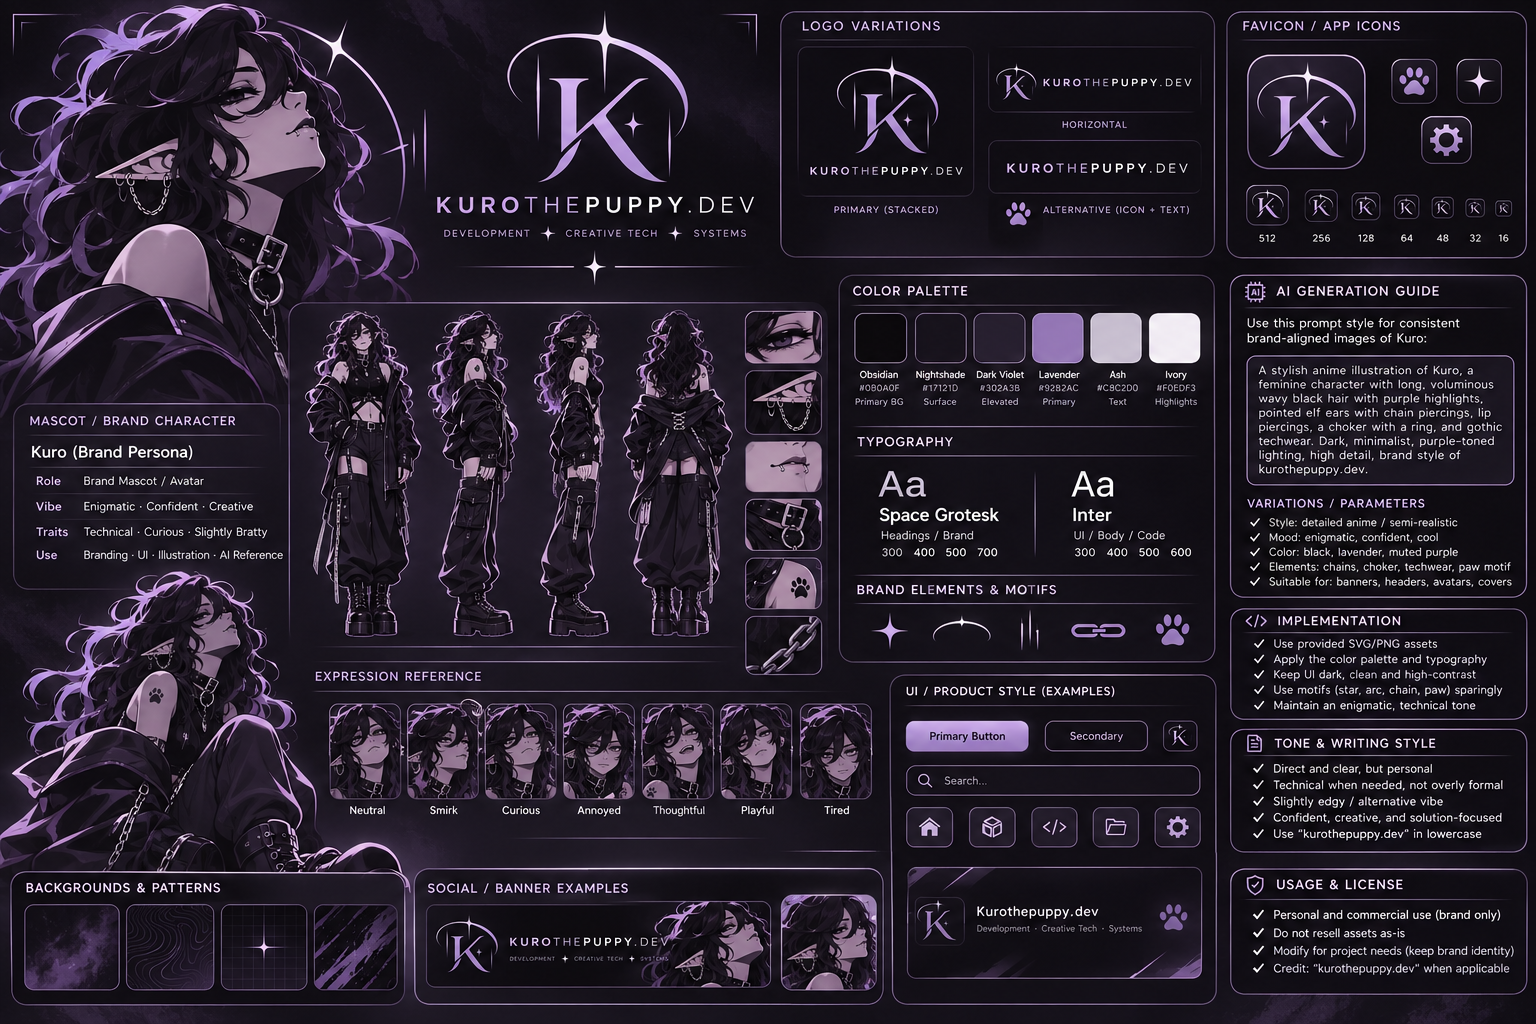 KUROTHEPUPPY.DEV
DEVELOPMENT CREATIVE TECH SYSTEMS
MASCOT / BRAND CHARACTER
Kuro (Brand Persona)
Role Brand Mascot / Avatar
Vibe Enigmatic · Confident · Creative
Traits Technical · Curious · Slightly Bratty
Use Branding · UI · Illustration · AI Reference
EXPRESSION REFERENCE
Neutral
Smirk
Curious
Annoyed
Thoughtful
Playful
Tired
BACKGROUNDS & PATTERNS
SOCIAL / BANNER EXAMPLES
K
KUROTHEPUPPY.DEV
DEVELOPMENT CREATIVE TECH SYSTEMS
LOGO VARIATIONS
K
KUROTHEPUPPY.DEV
PRIMARY (STACKED)
K
KUROTHEPUPPY.DEV
HORIZONTAL
KUROTHEPUPPY.DEV
ALTERNATIVE (ICON + TEXT)
COLOR PALETTE
Obsidian
#0B0A0F
Primary BG
Nightshade
#17121D
Surface
Dark Violet
#302A3B
Elevated
Lavender
#92B2AC
Primary
Ash
#C8C2D0
Text
Ivory
#F0EDF3
Highlights
TYPOGRAPHY
Aa
Space Grotesk
Headings / Brand
300 400 500 700
Aa
Inter
UI / Body / Code
300 400 500 600
BRAND ELEMENTS & MOTIFS
UI / PRODUCT STYLE (EXAMPLES)
Primary Button
Secondary
K
Search...
</>
K
Kurothepuppy.dev
Development · Creative Tech · Systems
FAVICON / APP ICONS
K
512
256
128
64
48
32
16
AI
AI GENERATION GUIDE
Use this prompt style for consistent
brand-aligned images of Kuro:
A stylish anime illustration of Kuro, a
feminine character with long, voluminous
wavy black hair with purple highlights,
pointed elf ears with chain piercings, lip
piercings, a choker with a ring, and gothic
techwear. Dark, minimalist, purple-toned
lighting, high detail, brand style of
kurothepuppy.dev.
VARIATIONS / PARAMETERS
Style: detailed anime / semi-realistic
Mood: enigmatic, confident, cool
Color: black, lavender, muted purple
Elements: chains, choker, techwear, paw motif
Suitable for: banners, headers, avatars, covers
</> IMPLEMENTATION
Use provided SVG/PNG assets
Apply the color palette and typography
Keep UI dark, clean and high-contrast
Use motifs (star, arc, chain, paw) sparingly
Maintain an enigmatic, technical tone
TONE & WRITING STYLE
Direct and clear, but personal
Technical when needed, not overly formal
Slightly edgy / alternative vibe
Confident, creative, and solution-focused
Use “kurothepuppy.dev” in lowercase
USAGE & LICENSE
Personal and commercial use (brand only)
Do not resell assets as-is
Modify for project needs (keep brand identity)
Credit: “kurothepuppy.dev” when applicable